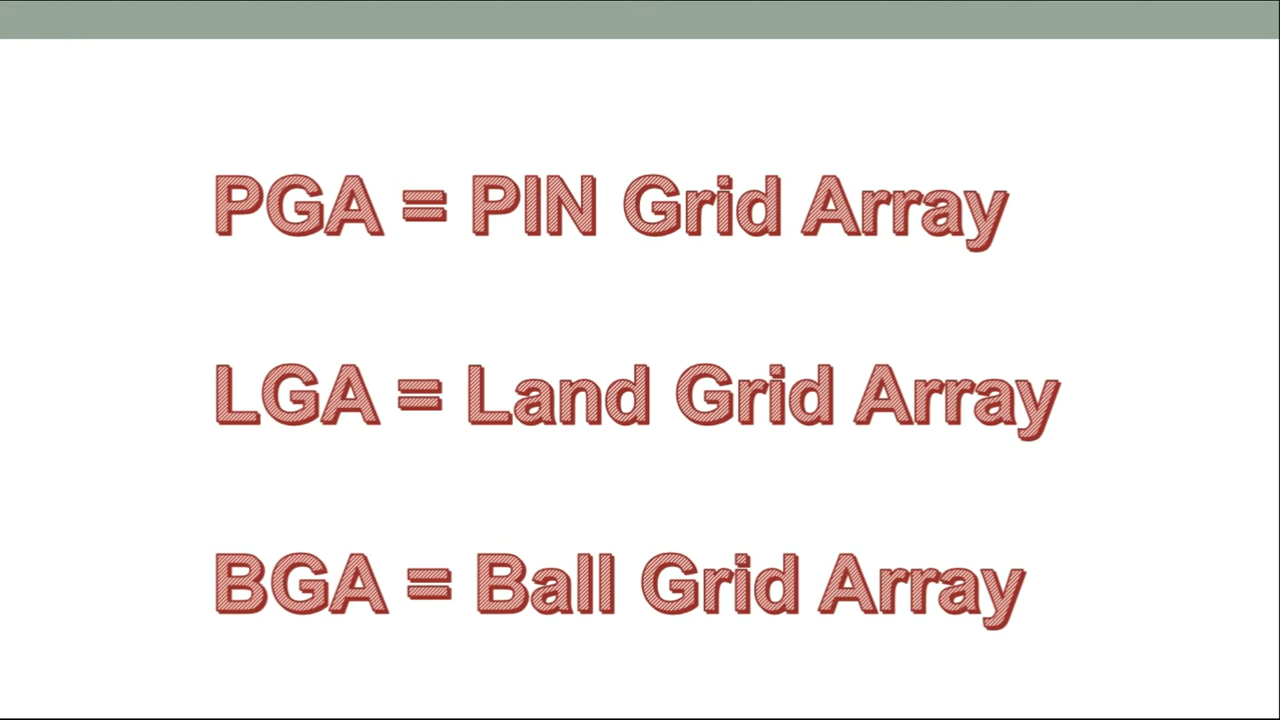 PGA = PIN Grid Array
LGA = Land Grid Array
BGA = Ball Grid Array